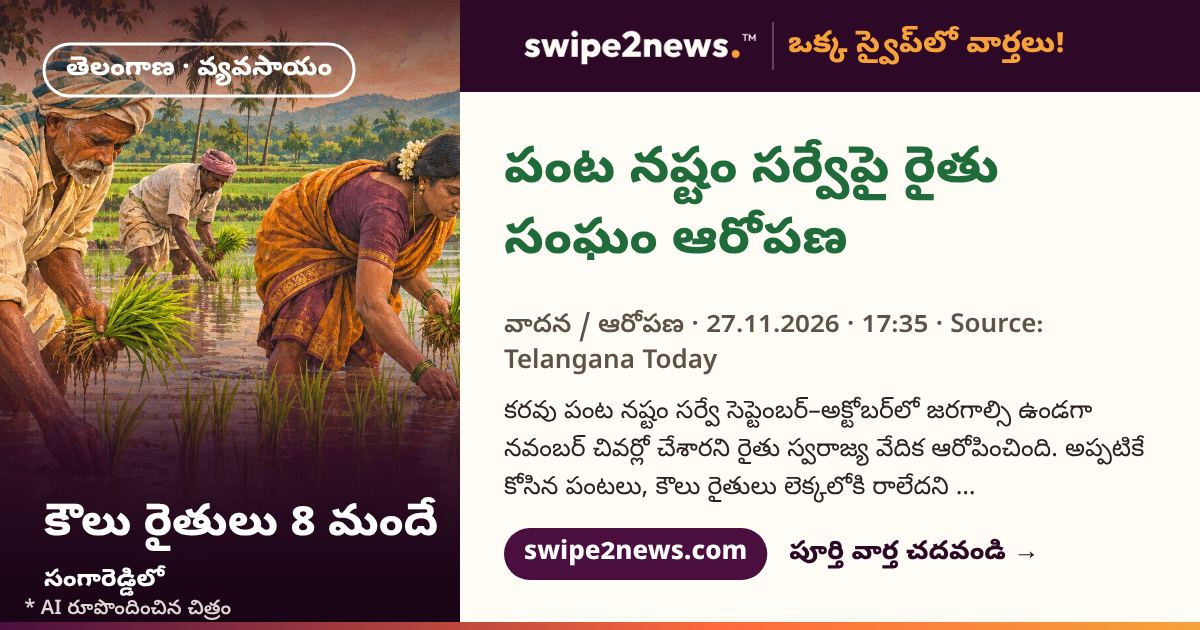 తెలంగాణ · వ్యవసాయం
swipe2news.™
ఒక్క స్వైప్‌లో వార్తలు!
పంట నష్టం సర్వేపై రైతు
సంఘం ఆరోపణ
వాదన / ఆరోపణ · 27.11.2026 · 17:35 · Source:
Telangana Today
కరవు పంట నష్టం సర్వే సెప్టెంబర్–అక్టోబర్‌లో జరగాల్సి ఉండగా
నవంబర్ చివర్లో చేశారని రైతు స్వరాజ్య వేదిక ఆరోపించింది. అప్పటికే
కోసిన పంటలు, కౌలు రైతులు లెక్కలోకి రాలేదని ...
కౌలు రైతులు 8 మందే
సంగారెడ్డిలో
* AI రూపొందించిన చిత్రం
swipe2news.com
పూర్తి వార్త చదవండి →